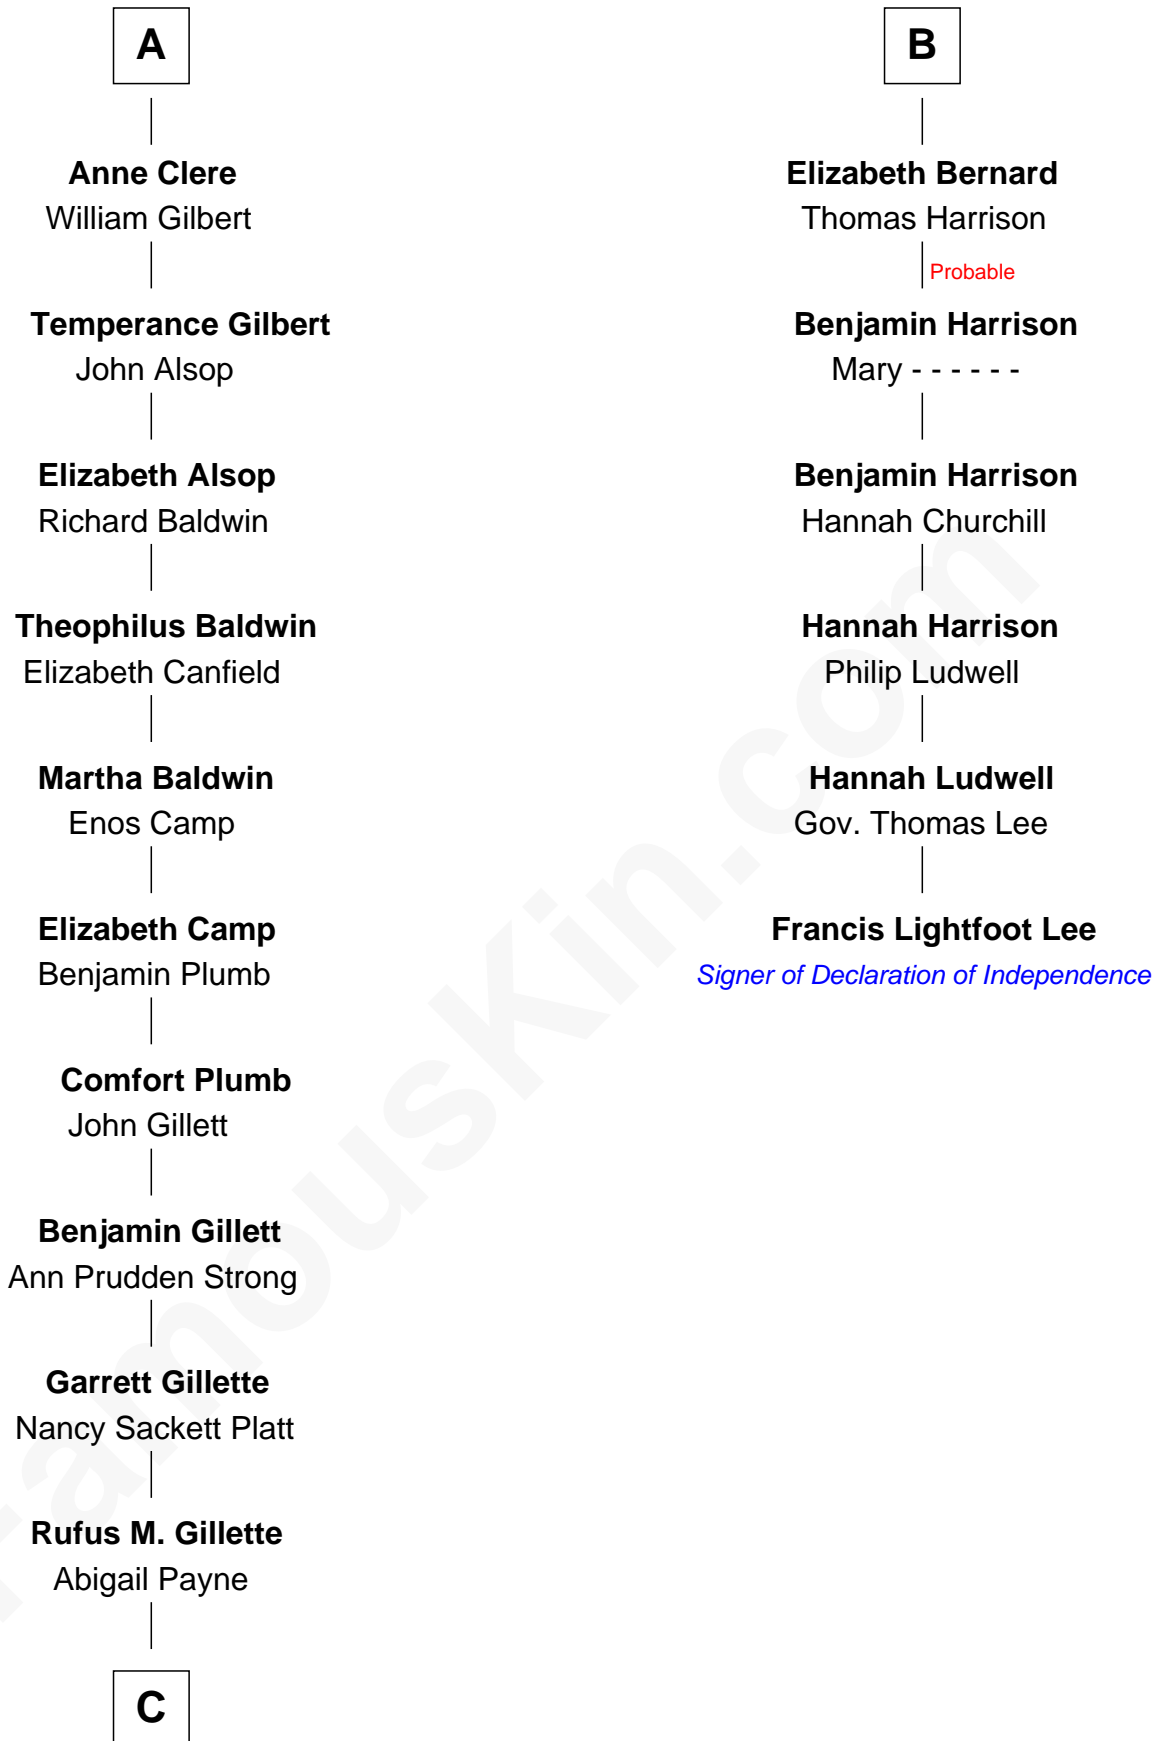 A
Anne Clere
William Gilbert
Temperance Gilbert
John Alsop
Elizabeth Alsop
Richard Baldwin
Theophilus Baldwin
Elizabeth Canfield
Martha Baldwin
Enos Camp
Elizabeth Camp
Benjamin Plumb
Comfort Plumb
John Gillett
Benjamin Gillett
Ann Prudden Strong
Garrett Gillette
Nancy Sackett Platt
Rufus M. Gillette
Abigail Payne
C
B
Elizabeth Bernard
Thomas Harrison
Probable
Benjamin Harrison
Mary - - - - - -
Benjamin Harrison
Hannah Churchill
Hannah Harrison
Philip Ludwell
Hannah Ludwell
Gov. Thomas Lee
Francis Lightfoot Lee
Signer of Declaration of Independence
FamousKin.com